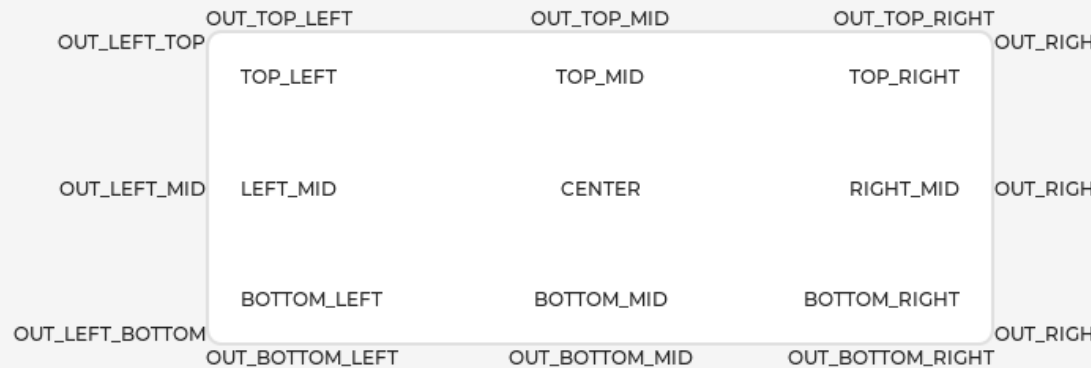 OUT_TOP_LEFT OUT_TOP_MID OUT_TOP_RIGHT
OUT_LEFT_TOP OUT_RIGH
TOP_LEFT TOP_MID TOP_RIGHT
OUT_LEFT_MID LEFT_MID CENTER RIGHT_MID OUT_RIGH
BOTTOM_LEFT BOTTOM_MID BOTTOM_RIGHT
OUT_LEFT_BOTTOM OUT_RIGH
OUT_BOTTOM_LEFT OUT_BOTTOM_MID OUT_BOTTOM_RIGHT